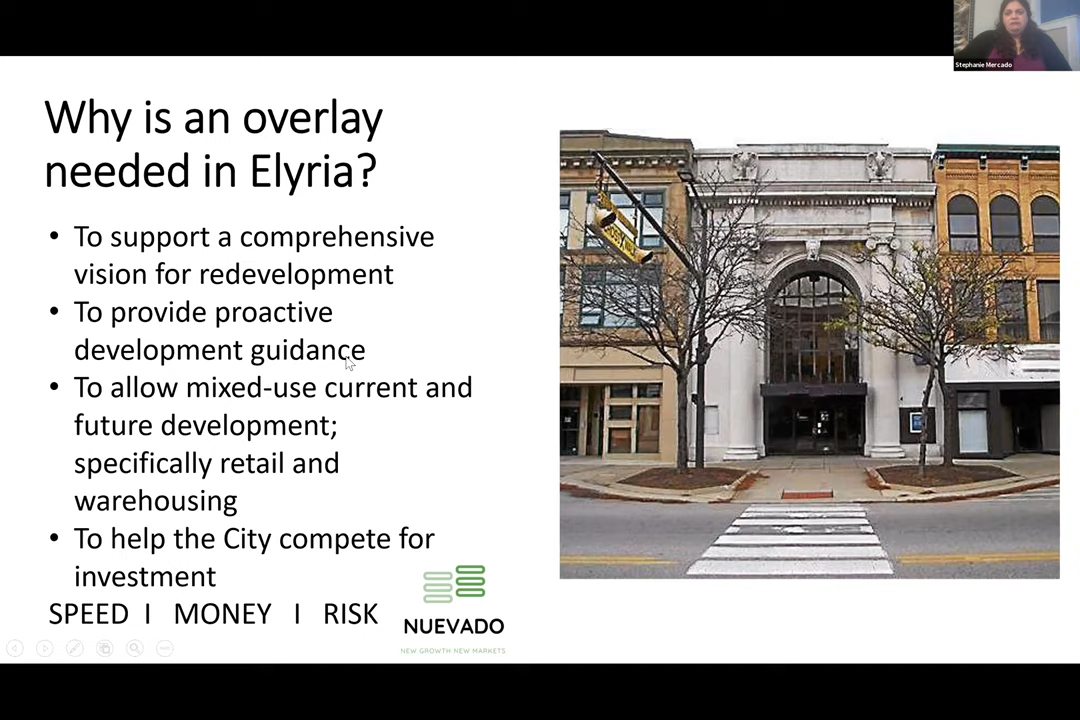 Stephanie Mercado
Why is an overlay
needed in Elyria?
• To support a comprehensive
vision for redevelopment
• To provide proactive
development guidance
• To allow mixed-use current and
future development;
specifically retail and
warehousing
• To help the City compete for
investment
SPEED I MONEY I RISK
NUEVADO
NEW GROWTH NEW MARKETS